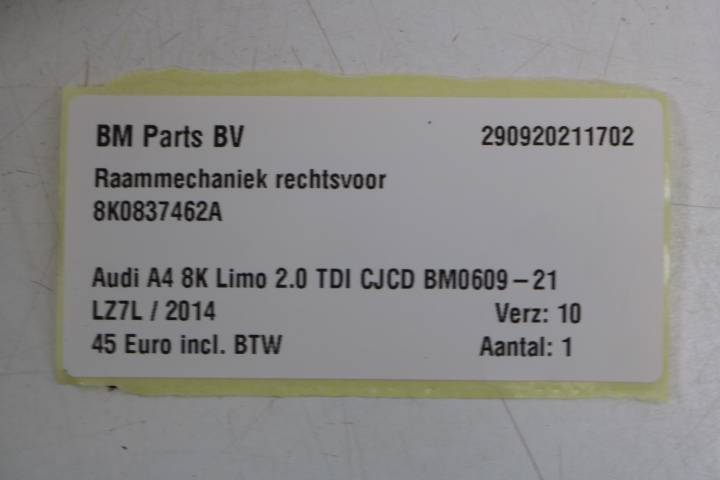 BM Parts BV 290920211702
Raammechaniek rechtsvoor
8K0837462A
Audi A4 8K Limo 2.0 TDI CJCD BM0609-21
LZ7L / 2014 Verz: 10
45 Euro incl. BTW Aantal: 1